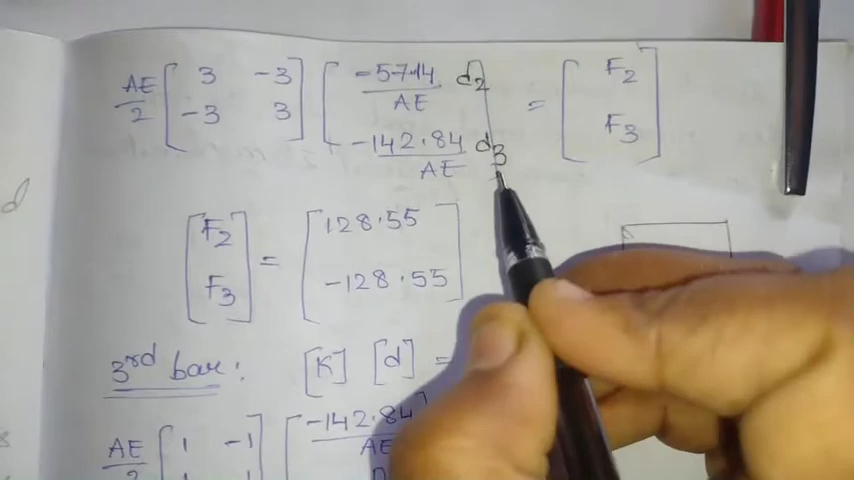 AE/2 [ 3 -3 ; -3 3 ] [ -57.14/AE d2 ; -142.84/AE d3 ] = [ F2 ; F3 ]
[ F2 ; F3 ] = [ 128.55 ; -128.55 ]
3rd bar : [K] [d] =
AE/2 [ 1 -1 [ -142.84/AE